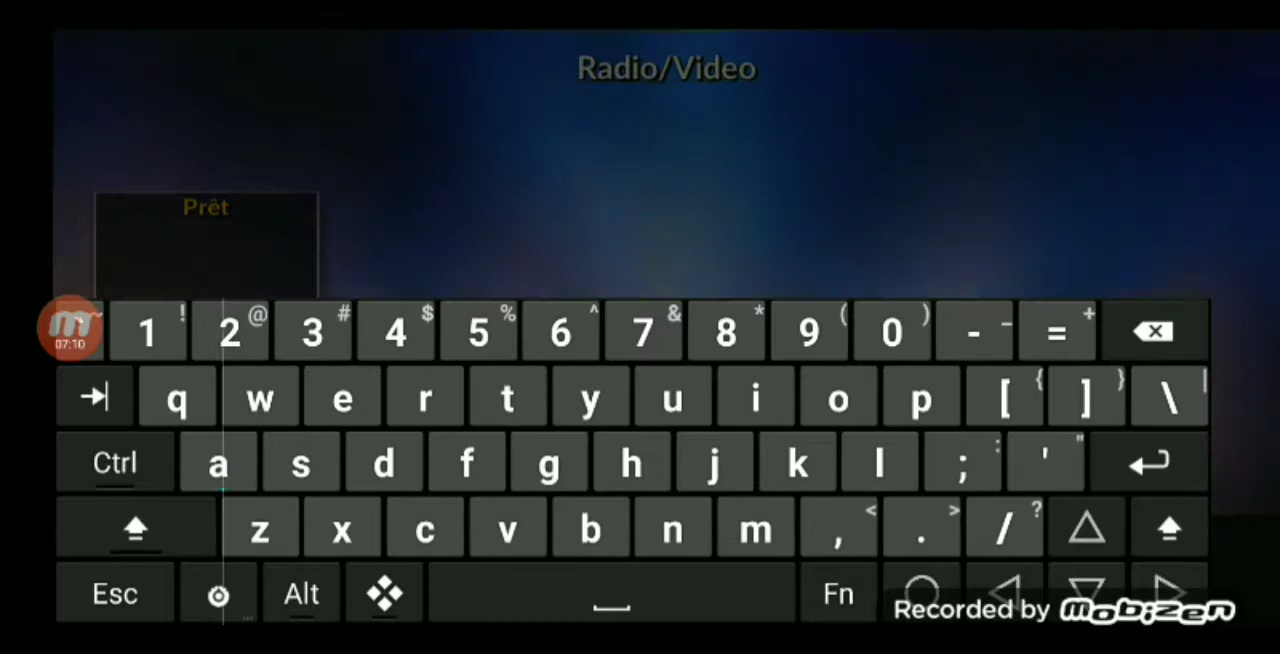 Radio/Video
Prêt
07:10
~ 1 ! 2 @ 3 # 4 $ 5 % 6 ^ 7 & 8 * 9 ( 0 ) - _ = +
q w e r t y u i o p [ { ] } \ |
Ctrl a s d f g h j k l ; : ' "
z x c v b n m , < . > / ?
Esc ... Alt Fn
Recorded by mobizen